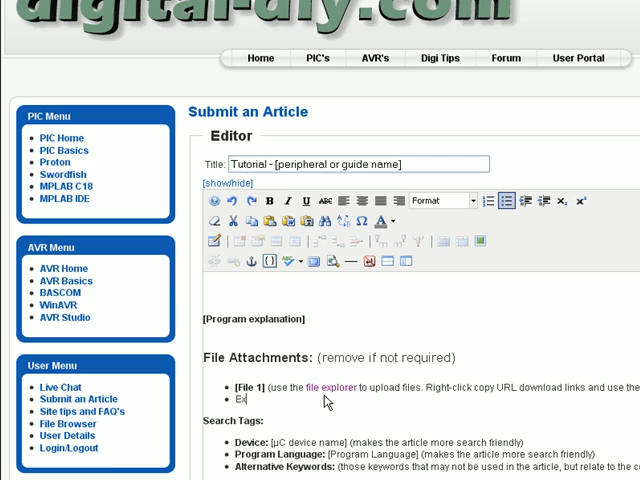 digital-diy.com
Home PIC's AVR's Digi Tips Forum User Portal
PIC Menu
PIC Home
PIC Basics
Proton
Swordfish
MPLAB C18
MPLAB IDE
AVR Menu
AVR Home
AVR Basics
BASCOM
WinAVR
AVR Studio
User Menu
Live Chat
Submit an Article
Site tips and FAQ's
File Browser
User Details
Login/Logout
Submit an Article
Editor
Title: Tutorial - [peripheral or guide name]
[show/hide]
B I U ABC Format
[Program explanation]
File Attachments: (remove if not required)
[File 1] (use the file explorer to upload files. Right-click copy URL download links and use the
Ex
Search Tags:
Device: [µC device name] (makes the article more search friendly)
Program Language: [Program Language] (makes the article more search friendly)
Alternative Keywords: (those keywords that may not be used in the article, but relate to the co